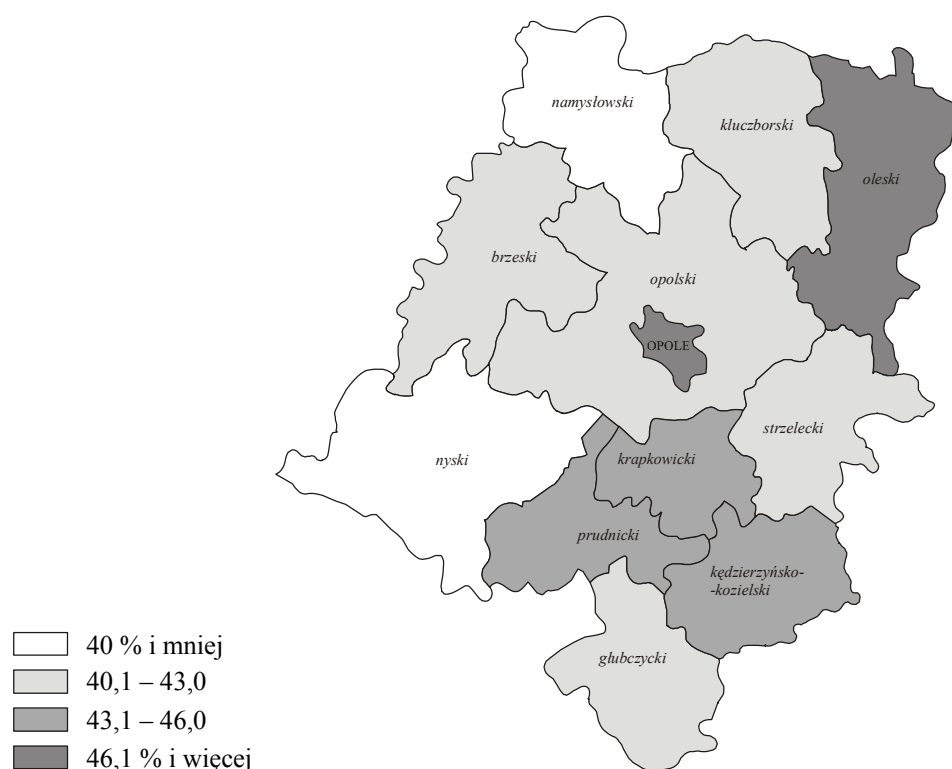 namysłowski
kluczborski
oleski
brzeski
opolski
OPOLE
strzelecki
nyski
krapkowicki
prudnicki
kędzierzyńsko-
-kozielski
głubczycki
40 % i mniej
40,1 – 43,0
43,1 – 46,0
46,1 % i więcej